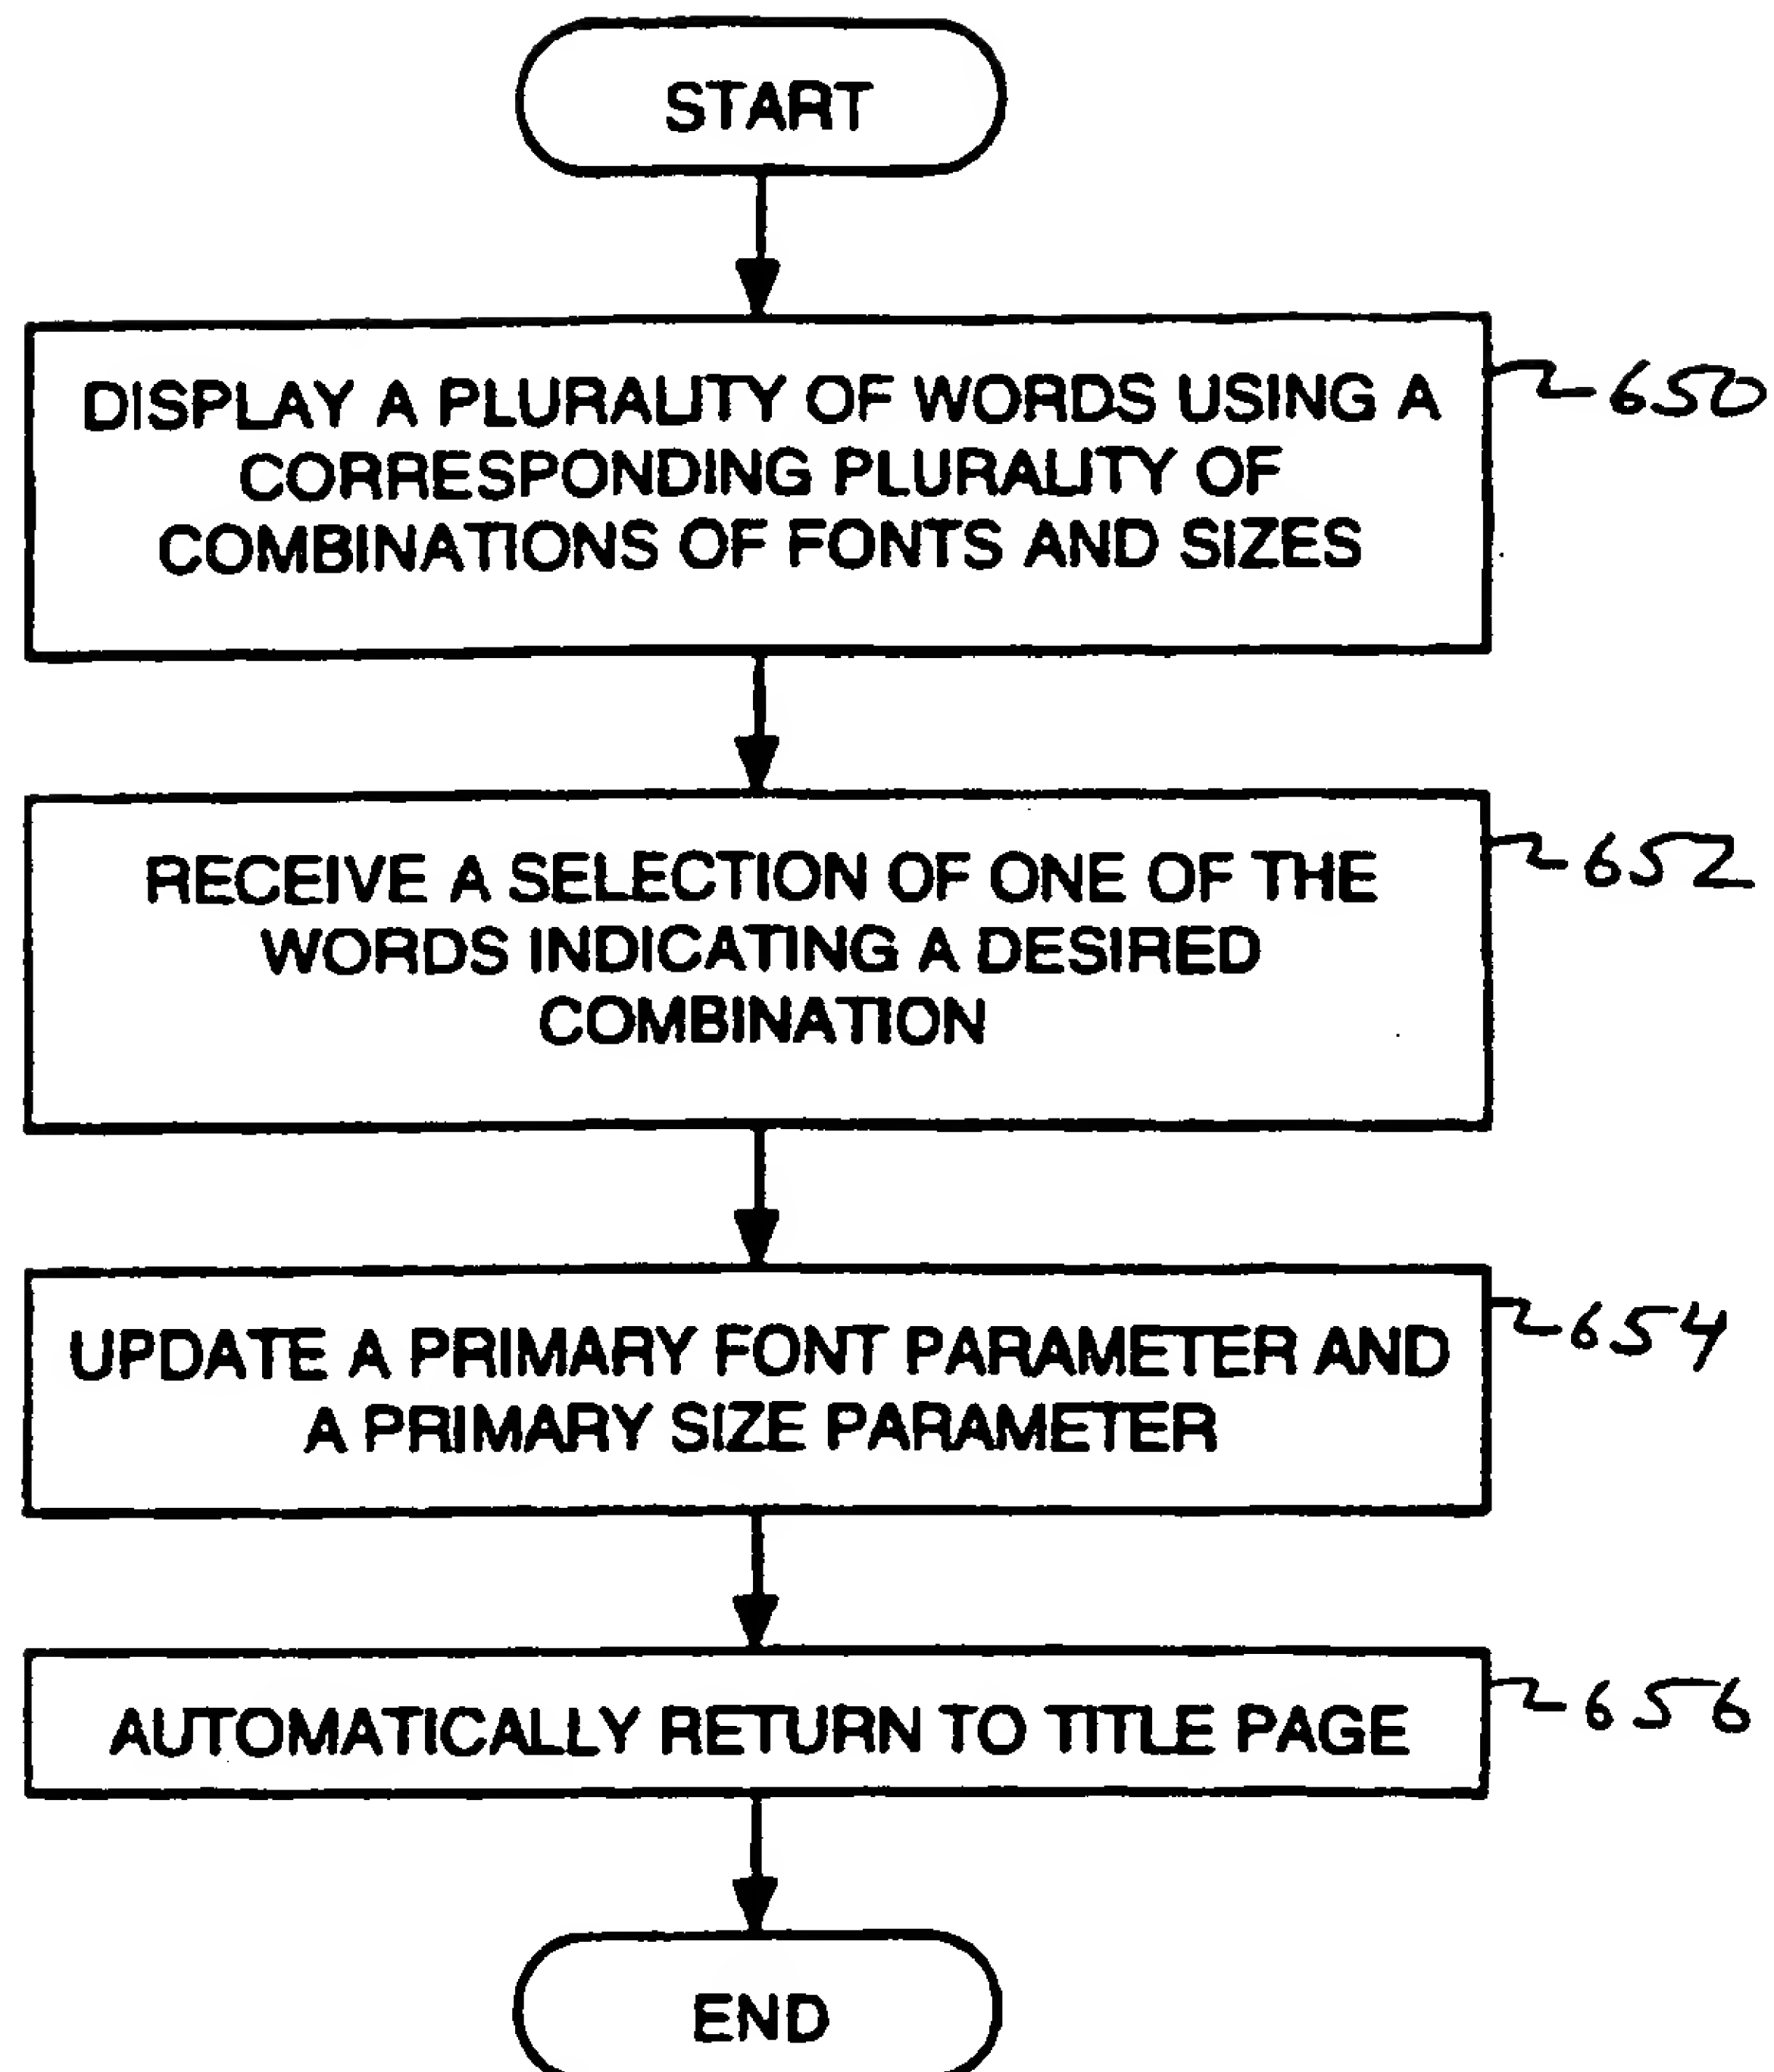 START
DISPLAY A PLURALITY OF WORDS USING A
CORRESPONDING PLURALITY OF
COMBINATIONS OF FONTS AND SIZES
650
RECEIVE A SELECTION OF ONE OF THE
WORDS INDICATING A DESIRED
COMBINATION
652
UPDATE A PRIMARY FONT PARAMETER AND
A PRIMARY SIZE PARAMETER
654
AUTOMATICALLY RETURN TO TITLE PAGE
656
END